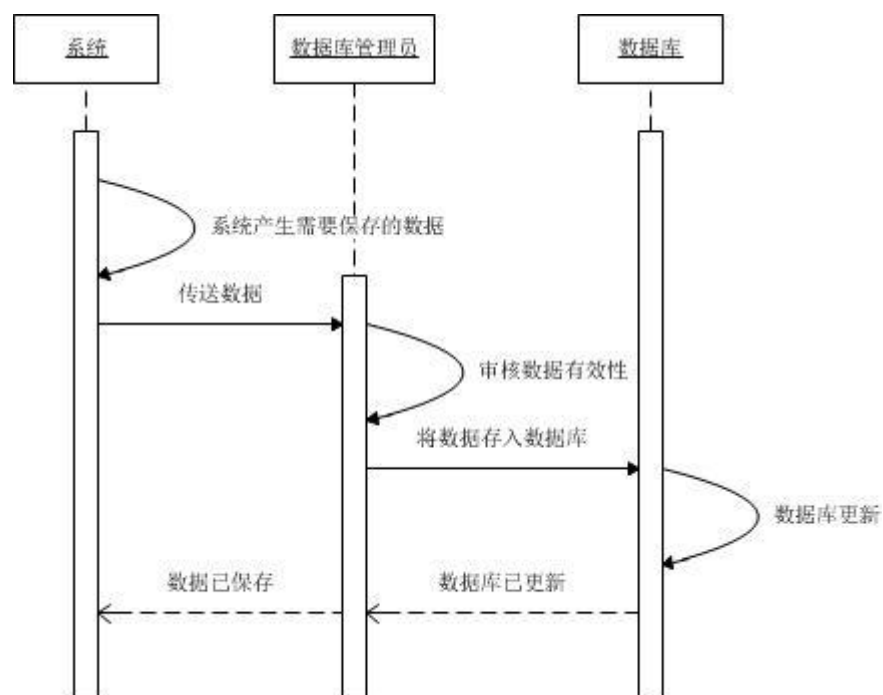 系统
数据库管理员
数据库
系统产生需要保存的数据
传送数据
审核数据有效性
将数据存入数据库
数据库更新
数据已保存
数据库已更新